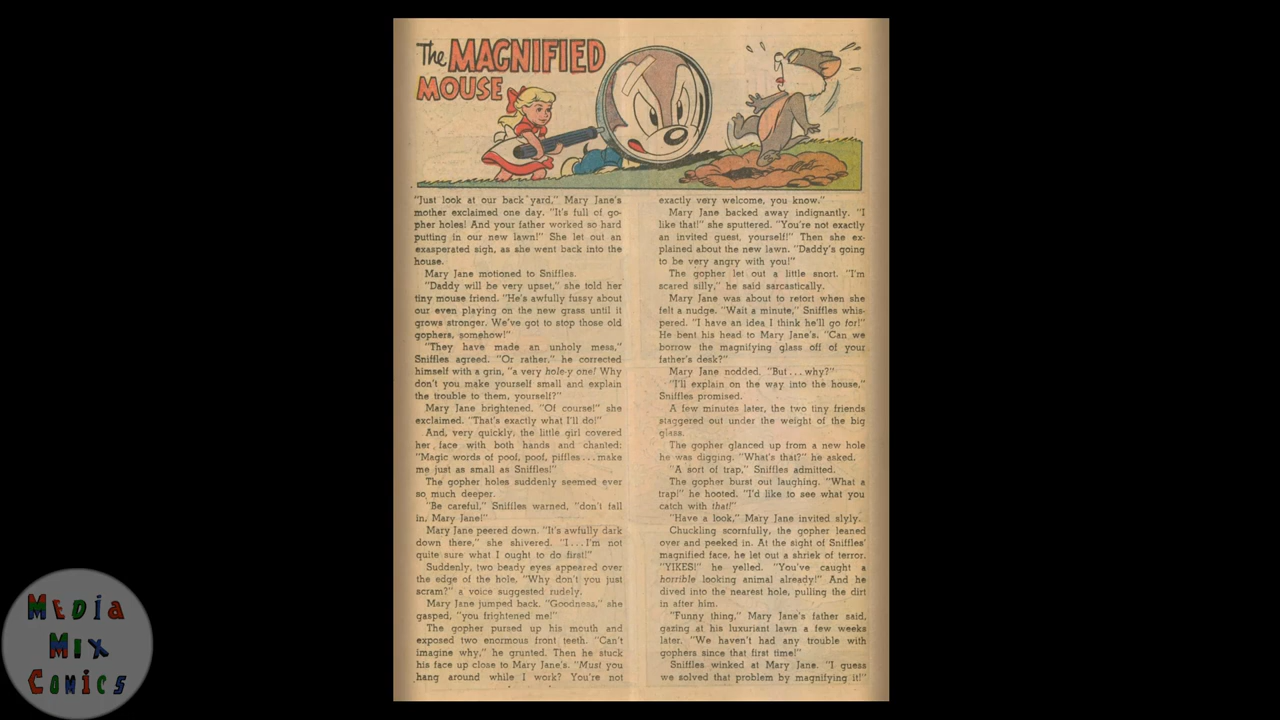 The MAGNIFIED
MOUSE
"Just look at our back yard," Mary Jane's
mother exclaimed one day. "It's full of go-
pher holes! And your father worked so hard
putting in our new lawn!" She let out an
exasperated sigh, as she went back into the
house.
Mary Jane motioned to Sniffles.
"Daddy will be very upset," she told her
tiny mouse friend. "He's awfully fussy about
our even playing on the new grass until it
grows stronger. We've got to stop those old
gophers, somehow!"
"They have made an unholy mess,"
Sniffles agreed. "Or rather," he corrected
himself with a grin, "a very hole-y one! Why
don't you make yourself small and explain
the trouble to them, yourself?"
Mary Jane brightened. "Of course!" she
exclaimed. "That's exactly what I'll do!"
And, very quickly, the little girl covered
her face with both hands and chanted:
"Magic words of poof, poof, piffles...make
me just as small as Sniffles!"
The gopher holes suddenly seemed ever
so much deeper.
"Be careful," Sniffles warned, "don't fall
in, Mary Jane!"
Mary Jane peered down. "It's awfully dark
down there," she shivered. "I...I'm not
quite sure what I ought to do first!"
Suddenly, two beady eyes appeared over
the edge of the hole. "Why don't you just
scram?" a voice suggested rudely.
Mary Jane jumped back. "Goodness," she
gasped, "you frightened me!"
The gopher pursed up his mouth and
exposed two enormous front teeth. "Can't
imagine why," he grunted. Then he stuck
his face up close to Mary Jane's. "Must you
hang around while I work? You're not
exactly very welcome, you know."
Mary Jane backed away indignantly. "I
like that!" she sputtered. "You're not exactly
an invited guest, yourself!" Then she ex-
plained about the new lawn. "Daddy's going
to be very angry with you!"
The gopher let out a little snort. "I'm
scared silly," he said sarcastically.
Mary Jane was about to retort when she
felt a nudge. "Wait a minute," Sniffles whis-
pered. "I have an idea I think he'll go for!"
He bent his head to Mary Jane's. "Can we
borrow the magnifying glass off of your
father's desk?"
Mary Jane nodded. "But...why?"
"I'll explain on the way into the house,"
Sniffles promised.
A few minutes later, the two tiny friends
staggered out under the weight of the big
glass.
The gopher glanced up from a new hole
he was digging. "What's that?" he asked.
"A sort of trap," Sniffles admitted.
The gopher burst out laughing. "What a
trap!" he hooted. "I'd like to see what you
catch with that!"
"Have a look," Mary Jane invited slyly.
Chuckling scornfully, the gopher leaned
over and peeked in. At the sight of Sniffles'
magnified face, he let out a shriek of terror.
"YIKES!" he yelled. "You've caught a
horrible looking animal already!" And he
dived into the nearest hole, pulling the dirt
in after him.
"Funny thing," Mary Jane's father said,
gazing at his luxuriant lawn a few weeks
later. "We haven't had any trouble with
gophers since that first time!"
Sniffles winked at Mary Jane. "I guess
we solved that problem by magnifying it!"
MEDIA
MIX
COMICS